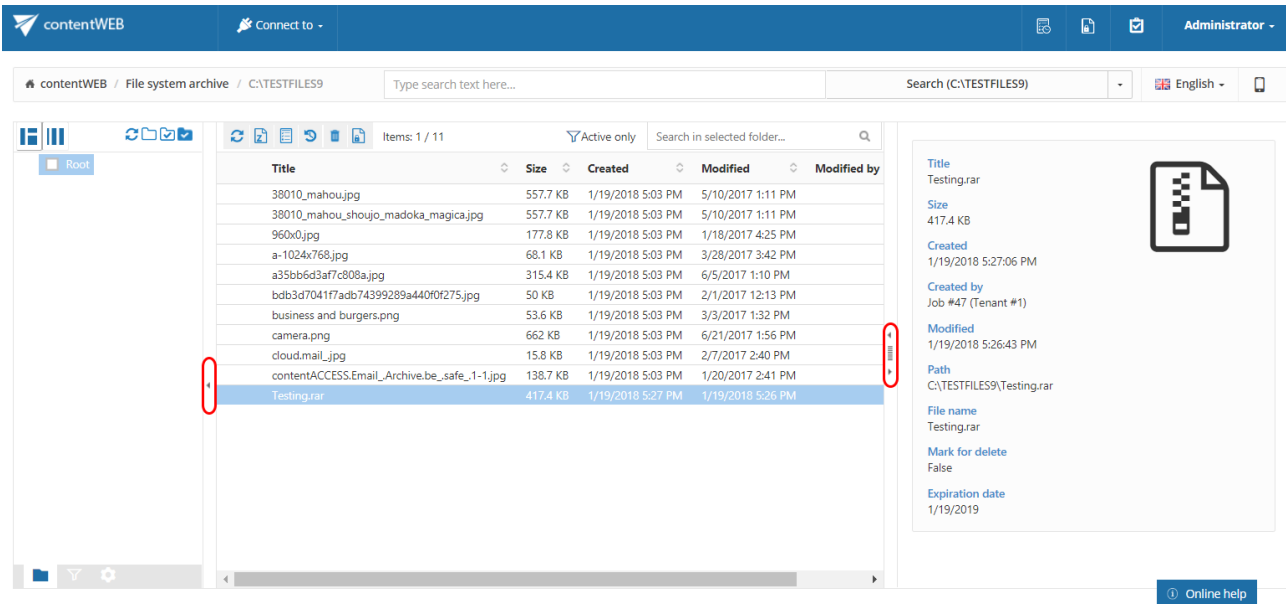 contentWEB
Connect to
Administrator
contentWEB / File system archive / C:\TESTFILES9
Type search text here...
Search (C:\TESTFILES9)
English
Items: 1 / 11
Active only
Search in selected folder...
Root
Title Size Created Modified Modified by
38010_mahou.jpg 557.7 KB 1/19/2018 5:03 PM 5/10/2017 1:11 PM
38010_mahou_shoujo_madoka_magica.jpg 557.7 KB 1/19/2018 5:03 PM 5/10/2017 1:11 PM
960x0.jpg 177.8 KB 1/19/2018 5:03 PM 1/18/2017 4:25 PM
a-1024x768.jpg 68.1 KB 1/19/2018 5:03 PM 3/28/2017 3:42 PM
a35bb6d3af7c808a.jpg 315.4 KB 1/19/2018 5:03 PM 6/5/2017 1:10 PM
bdb3d7041f7adb74399289a440f0f275.jpg 50 KB 1/19/2018 5:03 PM 2/1/2017 12:13 PM
business and burgers.png 53.6 KB 1/19/2018 5:03 PM 3/3/2017 1:32 PM
camera.png 662 KB 1/19/2018 5:03 PM 6/21/2017 1:56 PM
cloud.mail_.jpg 15.8 KB 1/19/2018 5:03 PM 2/7/2017 2:40 PM
contentACCESS.Email_.Archive.be_.safe_.1-1.jpg 138.7 KB 1/19/2018 5:03 PM 1/20/2017 2:41 PM
Testing.rar 417.4 KB 1/19/2018 5:27 PM 1/19/2018 5:26 PM
Title
Testing.rar
Size
417.4 KB
Created
1/19/2018 5:27:06 PM
Created by
Job #47 (Tenant #1)
Modified
1/19/2018 5:26:43 PM
Path
C:\TESTFILES9\Testing.rar
File name
Testing.rar
Mark for delete
False
Expiration date
1/19/2019
Online help